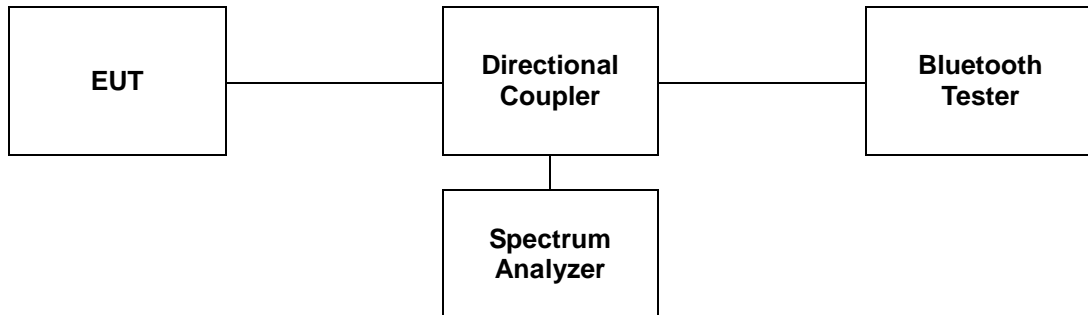 EUT
Directional
Coupler
Bluetooth
Tester
Spectrum
Analyzer